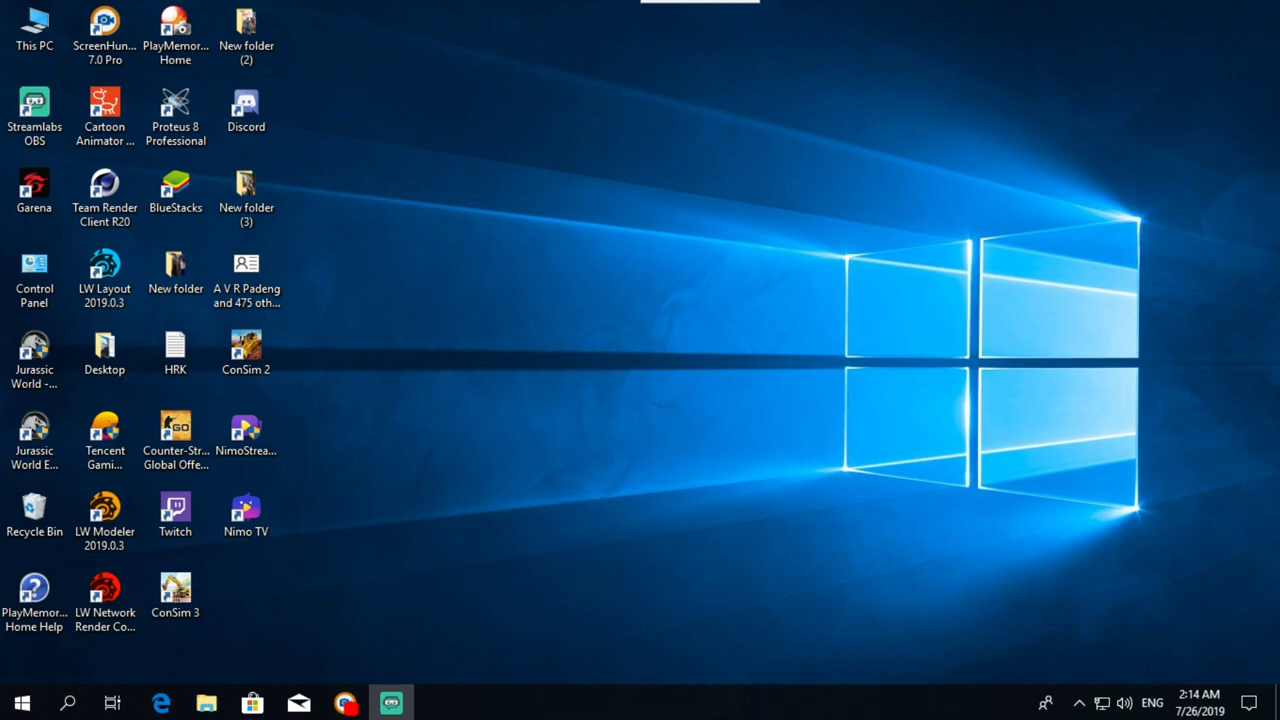 This PC
ScreenHun...
7.0 Pro
PlayMemor...
Home
New folder
(2)
Streamlabs
OBS
Cartoon
Animator ...
Proteus 8
Professional
Discord
Garena
Team Render
Client R20
BlueStacks
New folder
(3)
Control
Panel
LW Layout
2019.0.3
New folder
A V R Padeng
and 475 oth...
Jurassic
World -...
Desktop
HRK
ConSim 2
Jurassic
World E...
Tencent
Gami...
GO
Counter-Str...
Global Offe...
NimoStrea...
Recycle Bin
LW Modeler
2019.0.3
Twitch
Nimo TV
PlayMemor...
Home Help
LW Network
Render Co...
ConSim 3
ENG
2:14 AM
7/26/2019